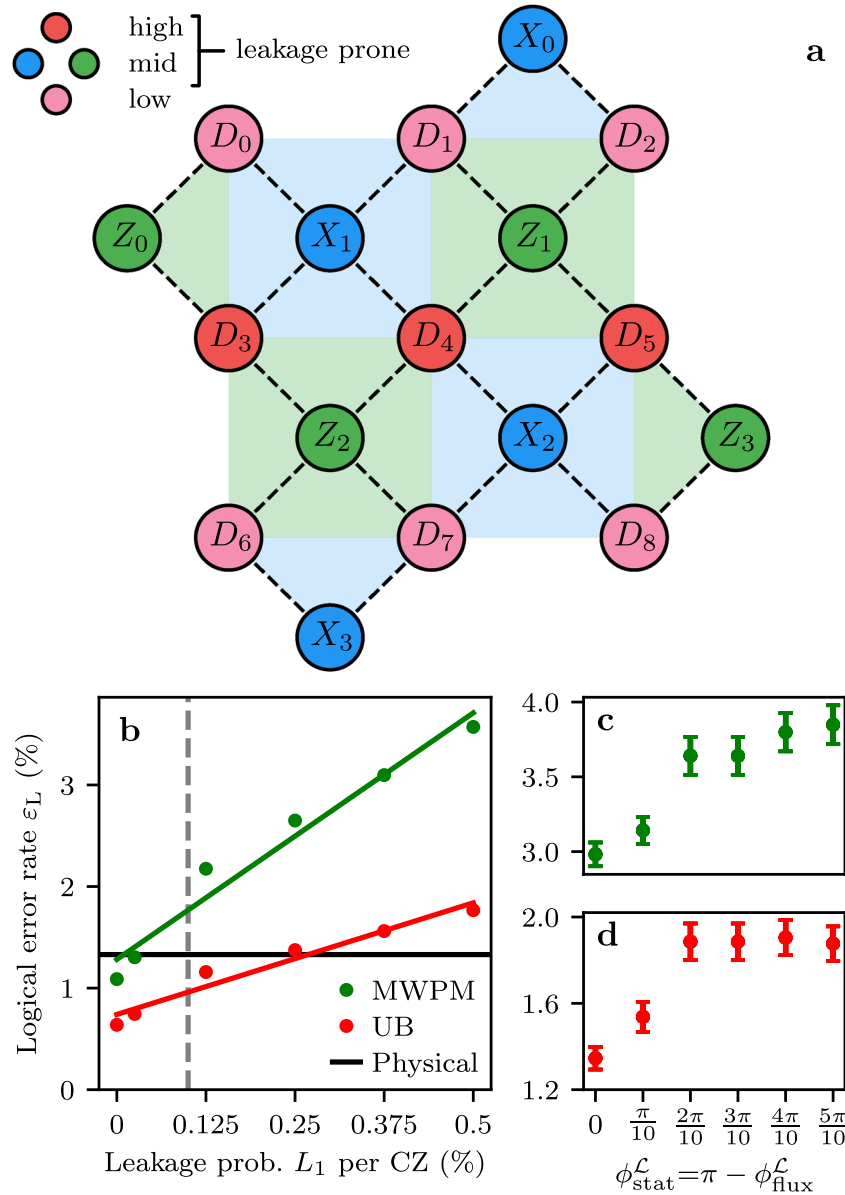 high
mid
low
leakage prone
a
X₀
D₀ D₁ D₂
Z₀ X₁ Z₁
D₃ D₄ D₅
Z₂ X₂ Z₃
D₆ D₇ D₈
X₃
b
Logical error rate εL (%)
3
2
1
0
MWPM
UB
Physical
0 0.125 0.25 0.375 0.5
Leakage prob. L₁ per CZ (%)
c
4.0
3.5
3.0
d
2.0
1.6
1.2
0 π/10 2π/10 3π/10 4π/10 5π/10
ϕ^ℒ_stat=π − ϕ^ℒ_flux